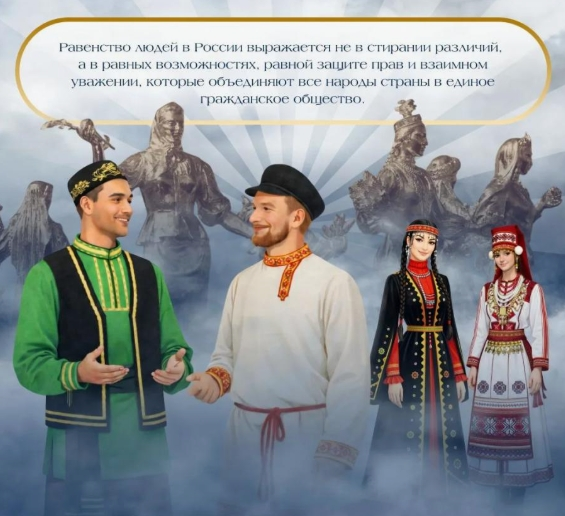 Равенство людей в России выражается не в стирании различий,
а в равных возможностях, равной защите прав и взаимном
уважении, которые объединяют все народы страны в единое
гражданское общество.